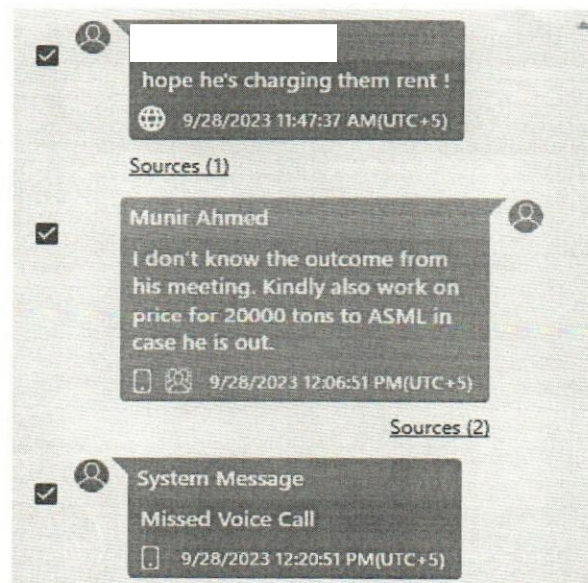 hope he's charging them rent !
9/28/2023 11:47:37 AM(UTC+5)
Sources (1)
Munir Ahmed
I don't know the outcome from
his meeting. Kindly also work on
price for 20000 tons to ASML in
case he is out.
9/28/2023 12:06:51 PM(UTC+5)
Sources (2)
System Message
Missed Voice Call
9/28/2023 12:20:51 PM(UTC+5)